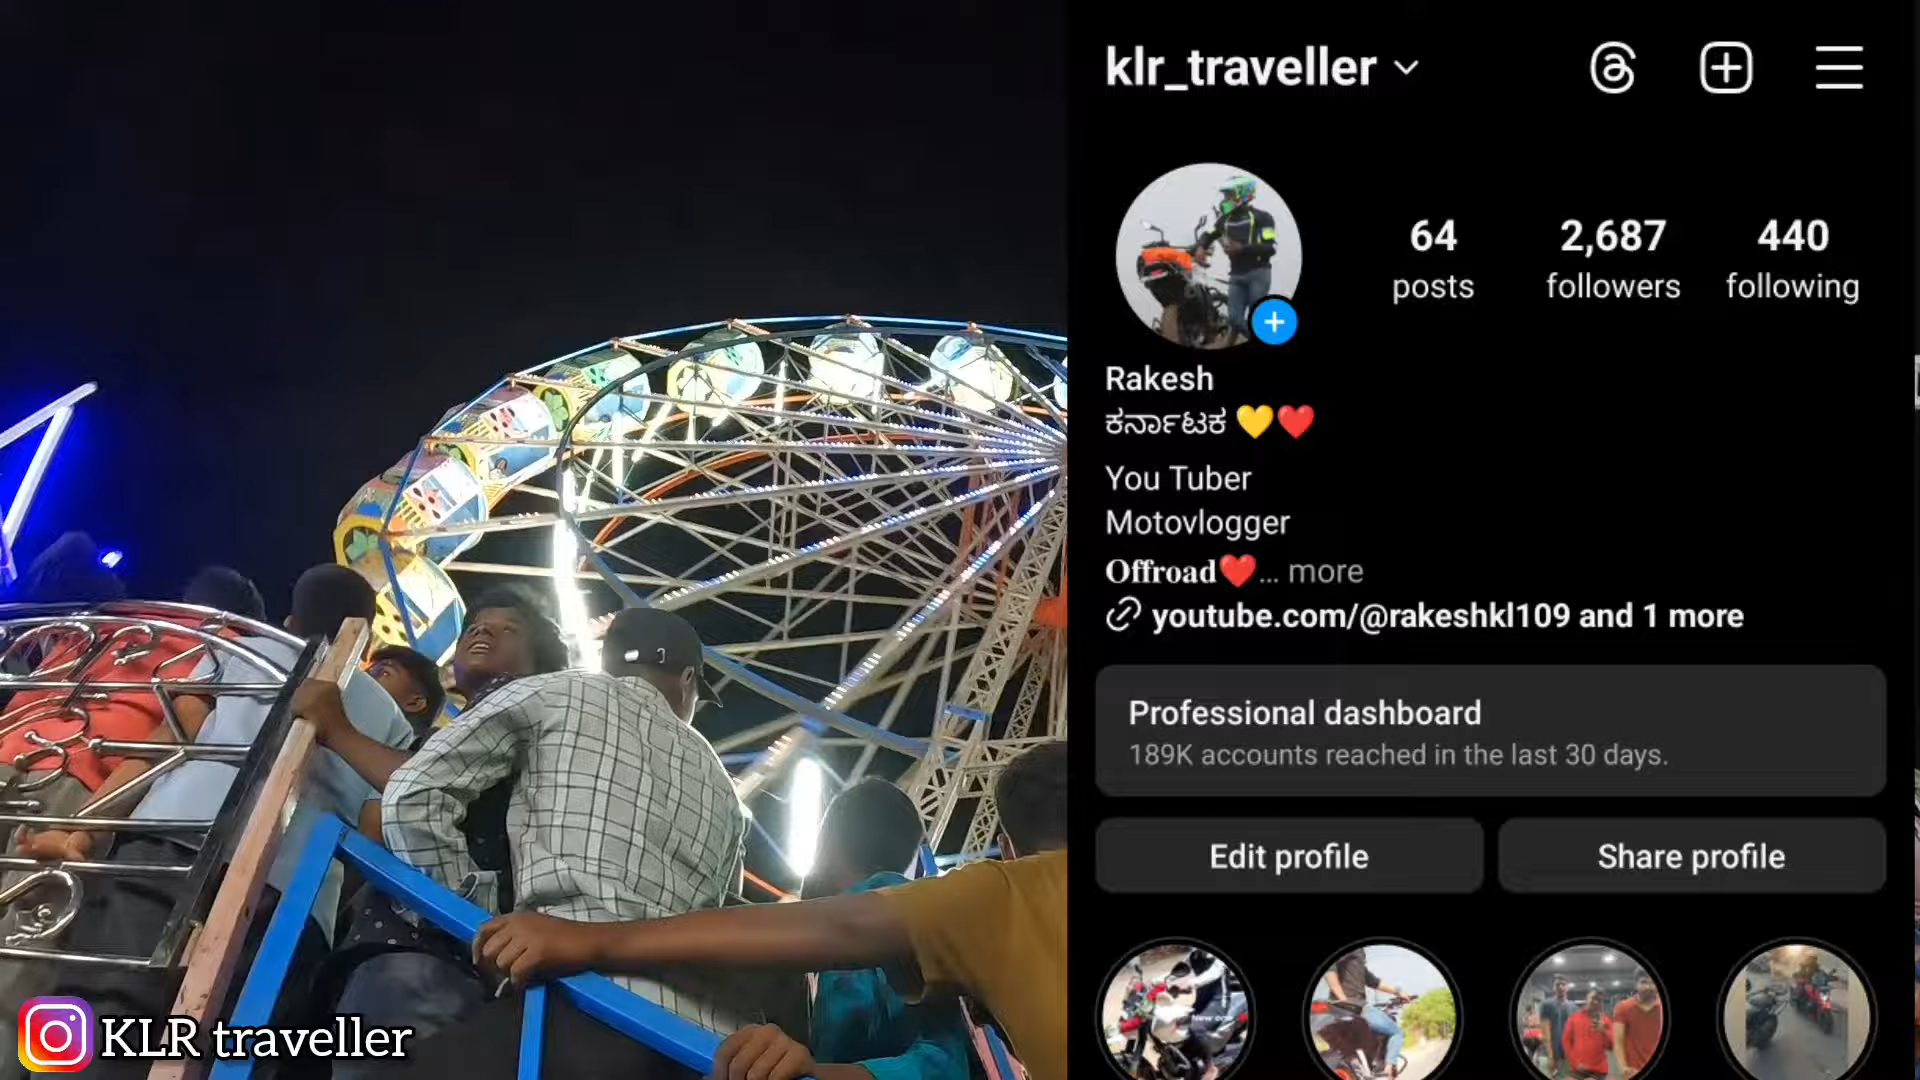 klr_traveller
64
posts
2,687
followers
440
following
Rakesh
ಕರ್ನಾಟಕ 💛❤️
You Tuber
Motovlogger
𝐎𝐟𝐟𝐫𝐨𝐚𝐝❤️... more
youtube.com/@rakeshkl109 and 1 more
Professional dashboard
189K accounts reached in the last 30 days.
Edit profile
Share profile
New one
KLR traveller